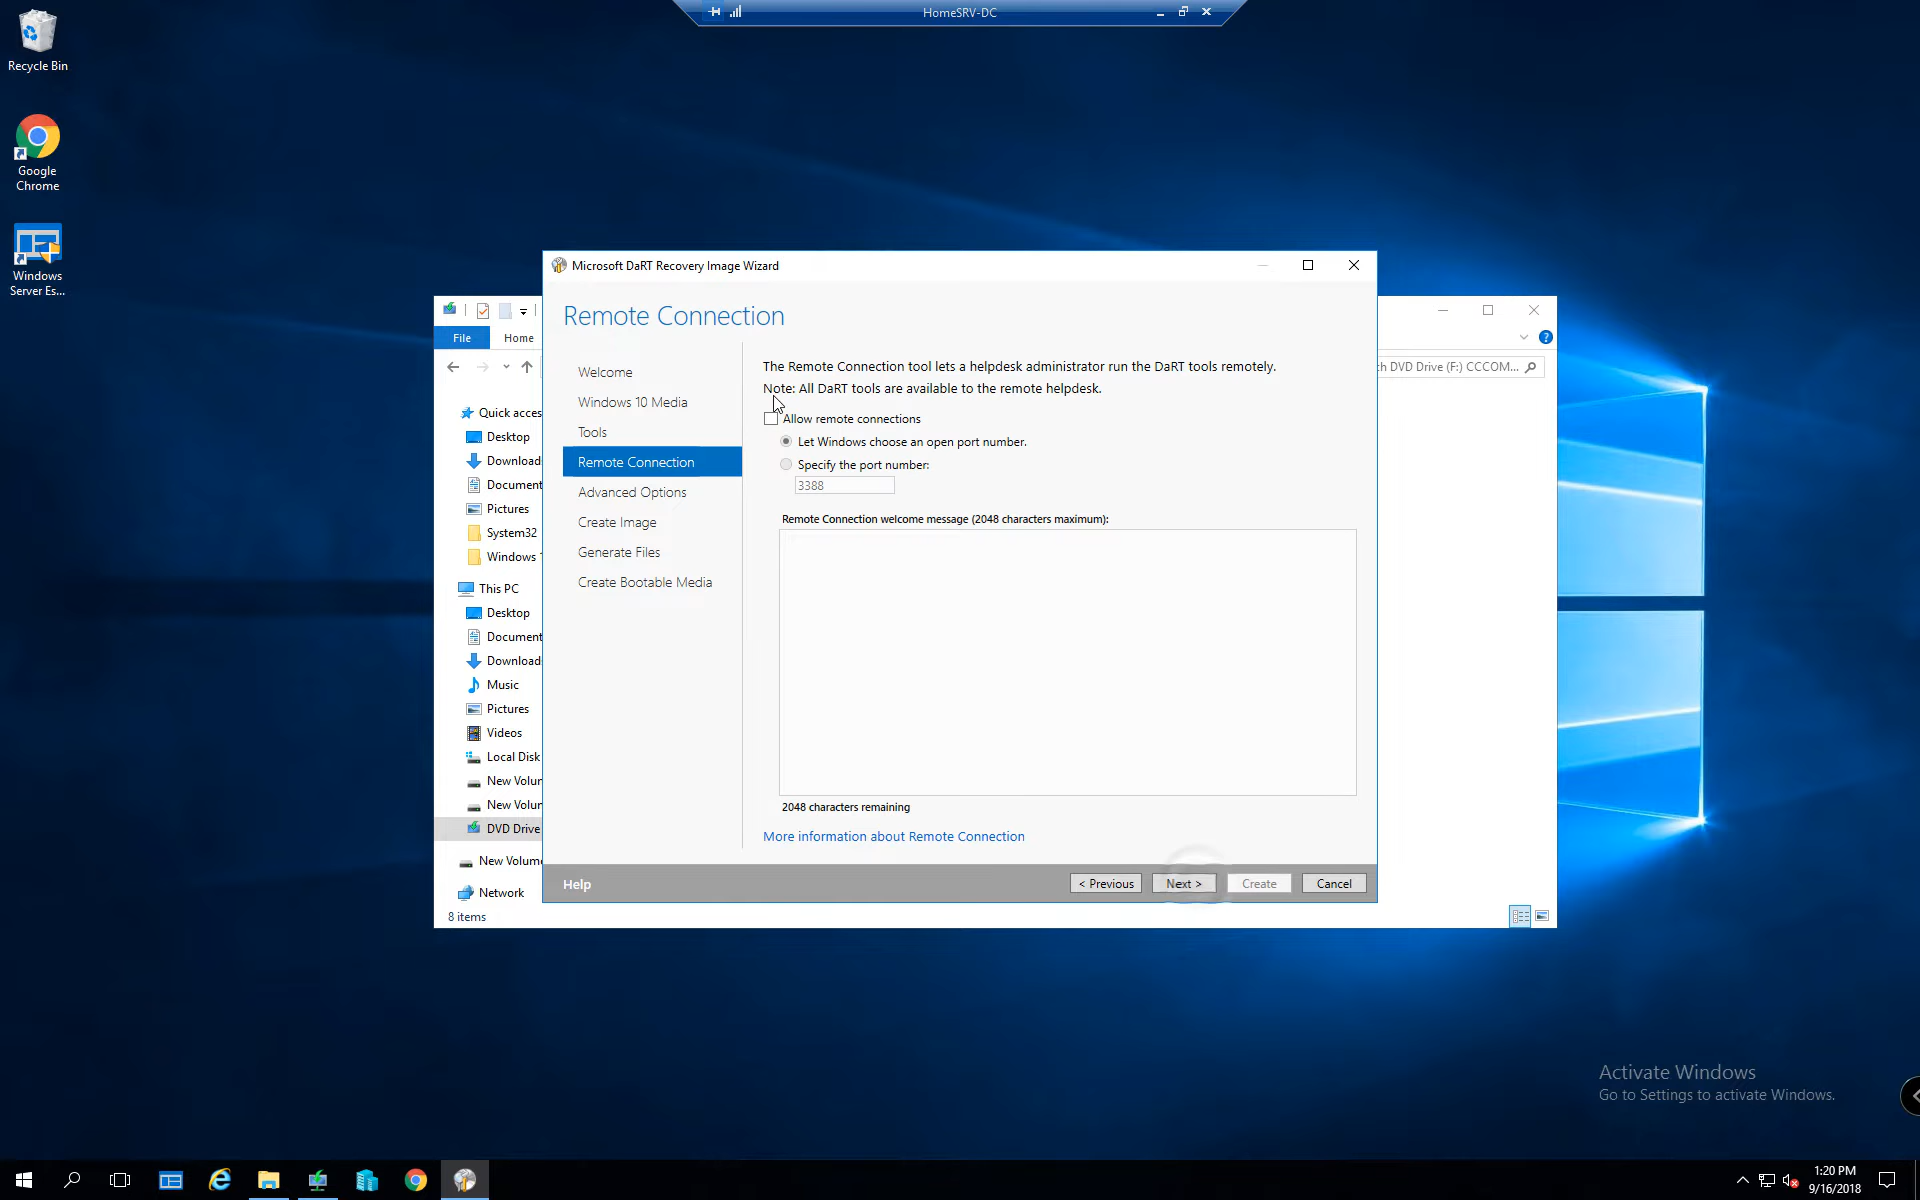 HomeSRV-DC
Recycle Bin
Google
Chrome
Windows
Server Es...
Microsoft DaRT Recovery Image Wizard
Remote Connection
Welcome
Windows 10 Media
Tools
Remote Connection
Advanced Options
Create Image
Generate Files
Create Bootable Media
The Remote Connection tool lets a helpdesk administrator run the DaRT tools remotely.
Note: All DaRT tools are available to the remote helpdesk.
Allow remote connections
Let Windows choose an open port number.
Specify the port number:
3388
Remote Connection welcome message (2048 characters maximum):
2048 characters remaining
More information about Remote Connection
Help
< Previous
Next >
Create
Cancel
File
Home
ch DVD Drive (F:) CCCOM...
Quick acces
Desktop
Download
Document
Pictures
System32
Windows 1
This PC
Desktop
Document
Download
Music
Pictures
Videos
Local Disk
New Volur
New Volur
DVD Drive
New Volum
Network
8 items
Activate Windows
Go to Settings to activate Windows.
1:20 PM
9/16/2018